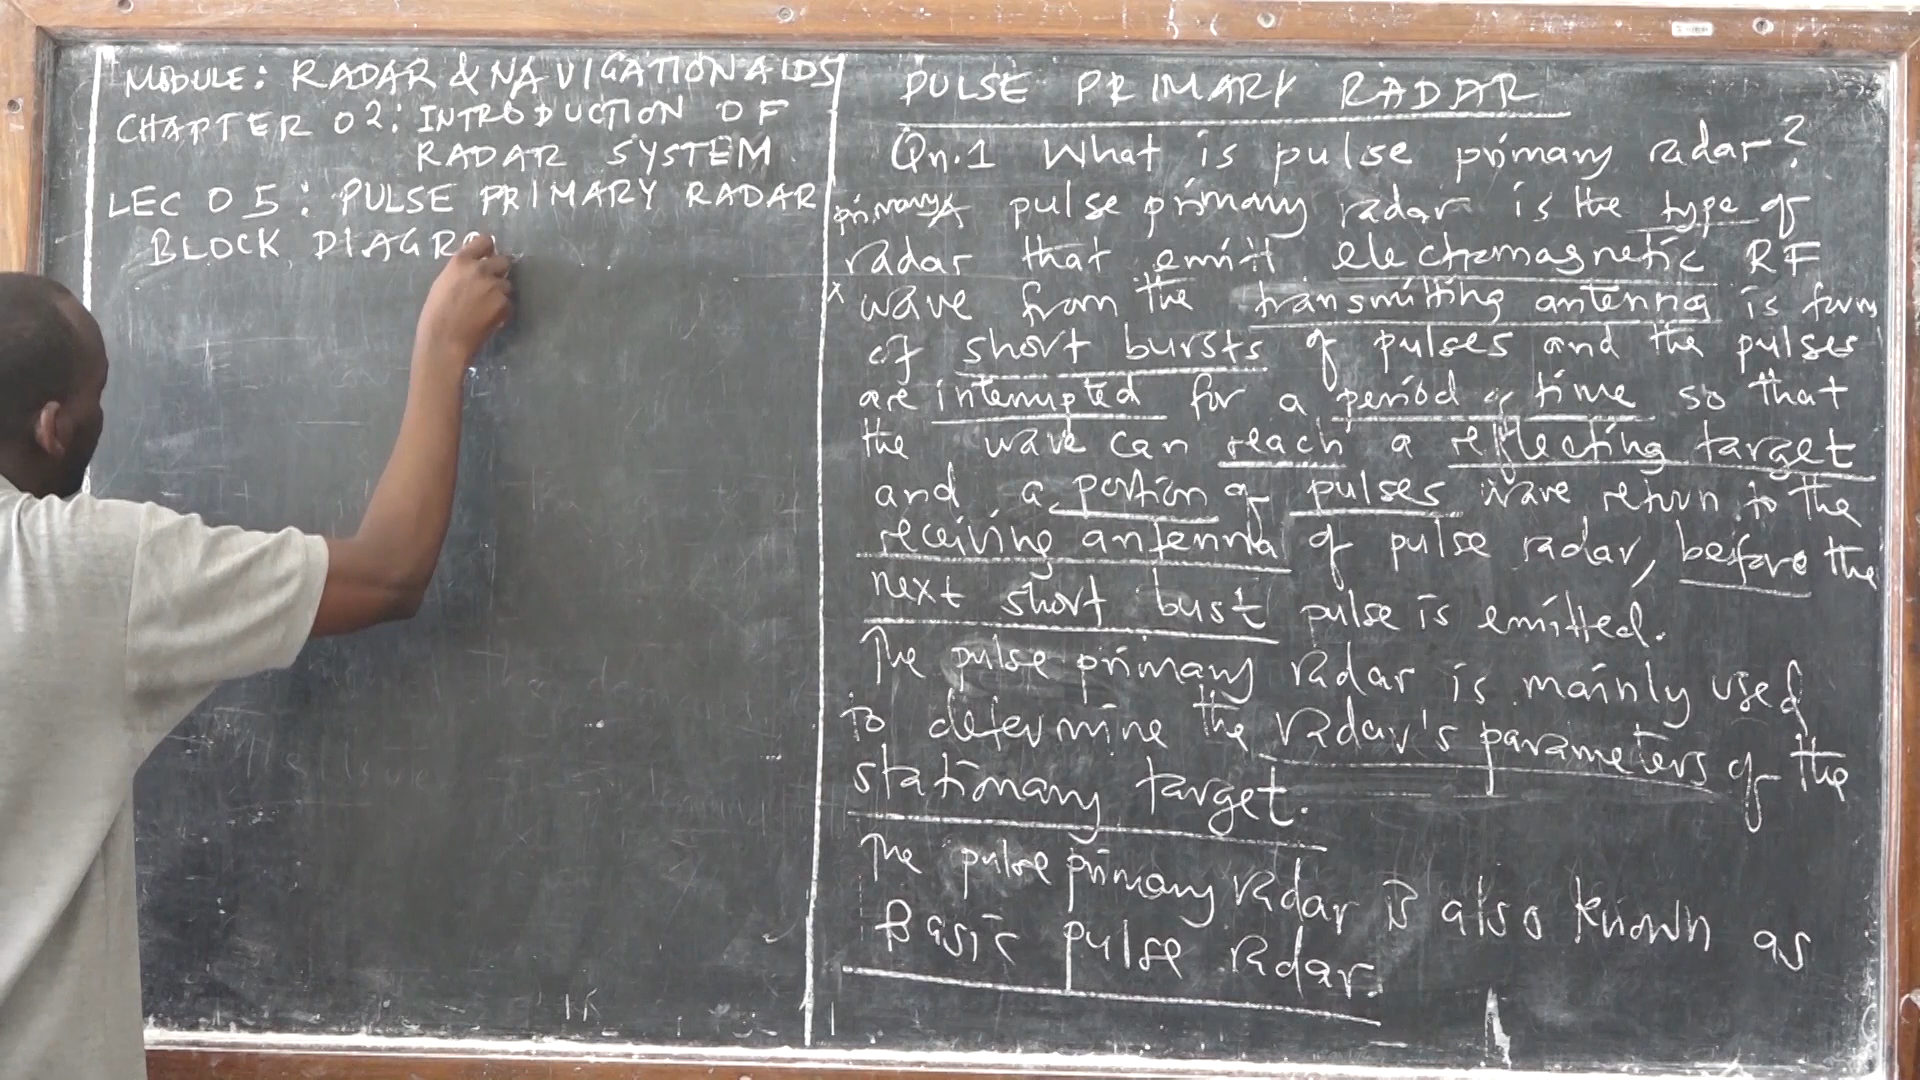 MODULE: RADAR & NAVIGATION AIDS
CHAPTER 02: INTRODUCTION OF
RADAR SYSTEM
LEC 05: PULSE PRIMARY RADAR
BLOCK DIAGRA
PULSE PRIMARY RADAR
Qn.1 What is pulse primary radar?
primary pulse primary radar is the type of
radar that emitt electromagnetic RF
wave from the transmitting antenna is form
of short bursts of pulses and the pulses
are interrupted for a period of time so that
the wave can reach a reflecting target
and a portion of pulses wave return to the
receiving antenna of pulse radar, before the
next short bust pulse is emitted.
The pulse primary radar is mainly used
to determine the radar's parameters of the
stationary target.
The pulse primary radar is also known as
Basic pulse radar.